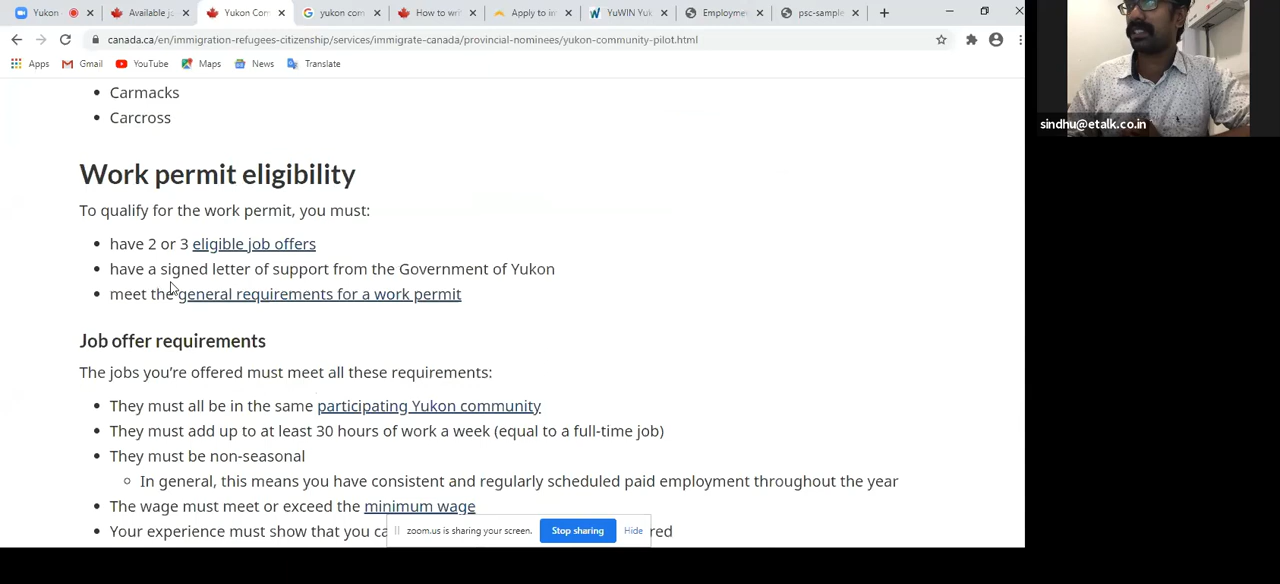 Yukon
Available jo
Yukon Com
yukon com
How to wri
Apply to im
YuWIN Yuk
Employme
psc-sample
canada.ca/en/immigration-refugees-citizenship/services/immigrate-canada/provincial-nominees/yukon-community-pilot.html
Apps
Gmail
YouTube
Maps
News
Translate
sindhu@etalk.co.in
• Carmacks
• Carcross
Work permit eligibility
To qualify for the work permit, you must:
• have 2 or 3 eligible job offers
• have a signed letter of support from the Government of Yukon
• meet the general requirements for a work permit
Job offer requirements
The jobs you’re offered must meet all these requirements:
• They must all be in the same participating Yukon community
• They must add up to at least 30 hours of work a week (equal to a full-time job)
• They must be non-seasonal
In general, this means you have consistent and regularly scheduled paid employment throughout the year
• The wage must meet or exceed the minimum wage
• Your experience must show that you ca
red
zoom.us is sharing your screen.
Stop sharing
Hide